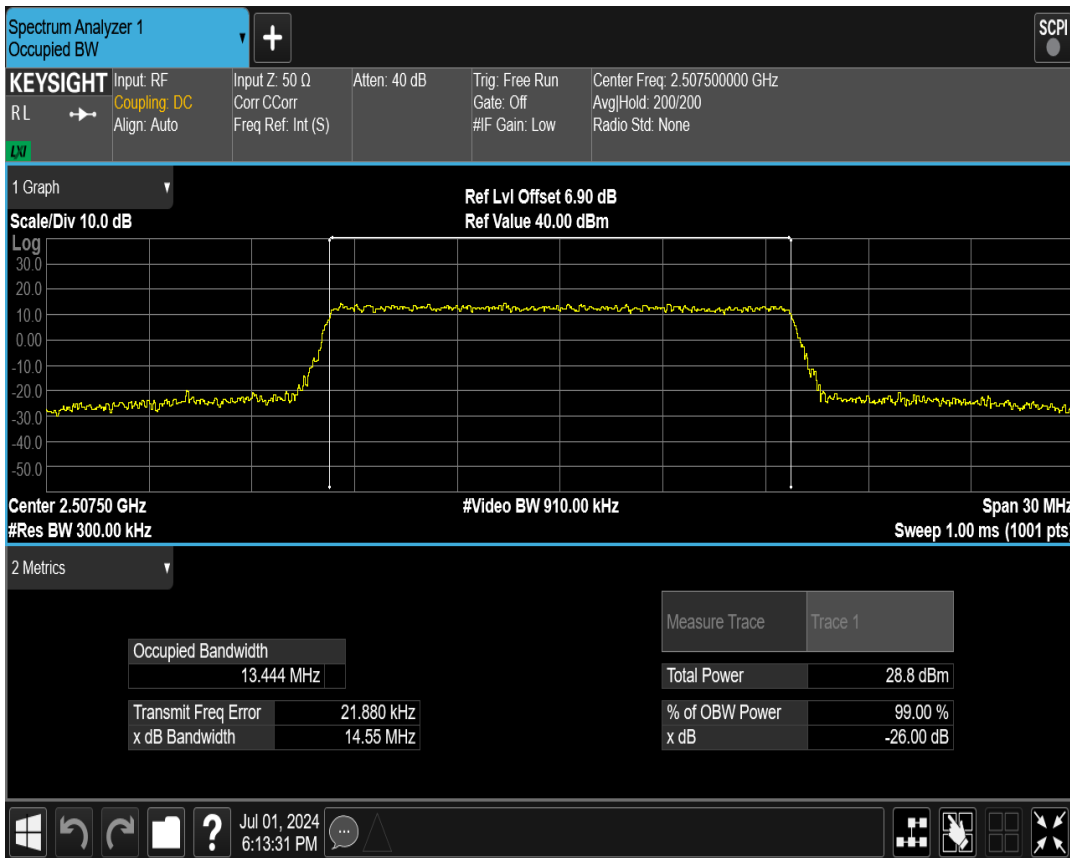 Spectrum Analyzer 1
Occupied BW
SCPI
KEYSIGHT
RL
LXI
Input: RF
Coupling: DC
Align: Auto
Input Z: 50 Ω
Corr CCorr
Freq Ref: Int (S)
Atten: 40 dB
Trig: Free Run
Gate: Off
#IF Gain: Low
Center Freq: 2.507500000 GHz
Avg|Hold: 200/200
Radio Std: None
1 Graph
Scale/Div 10.0 dB
Ref Lvl Offset 6.90 dB
Ref Value 40.00 dBm
Log
30.0
20.0
10.0
0.00
-10.0
-20.0
-30.0
-40.0
-50.0
Center 2.50750 GHz
#Video BW 910.00 kHz
Span 30 MHz
#Res BW 300.00 kHz
Sweep 1.00 ms (1001 pts)
2 Metrics
Measure Trace Trace 1
Occupied Bandwidth
13.444 MHz
Total Power 28.8 dBm
Transmit Freq Error 21.880 kHz
% of OBW Power 99.00 %
x dB Bandwidth 14.55 MHz
x dB -26.00 dB
?
Jul 01, 2024
6:13:31 PM